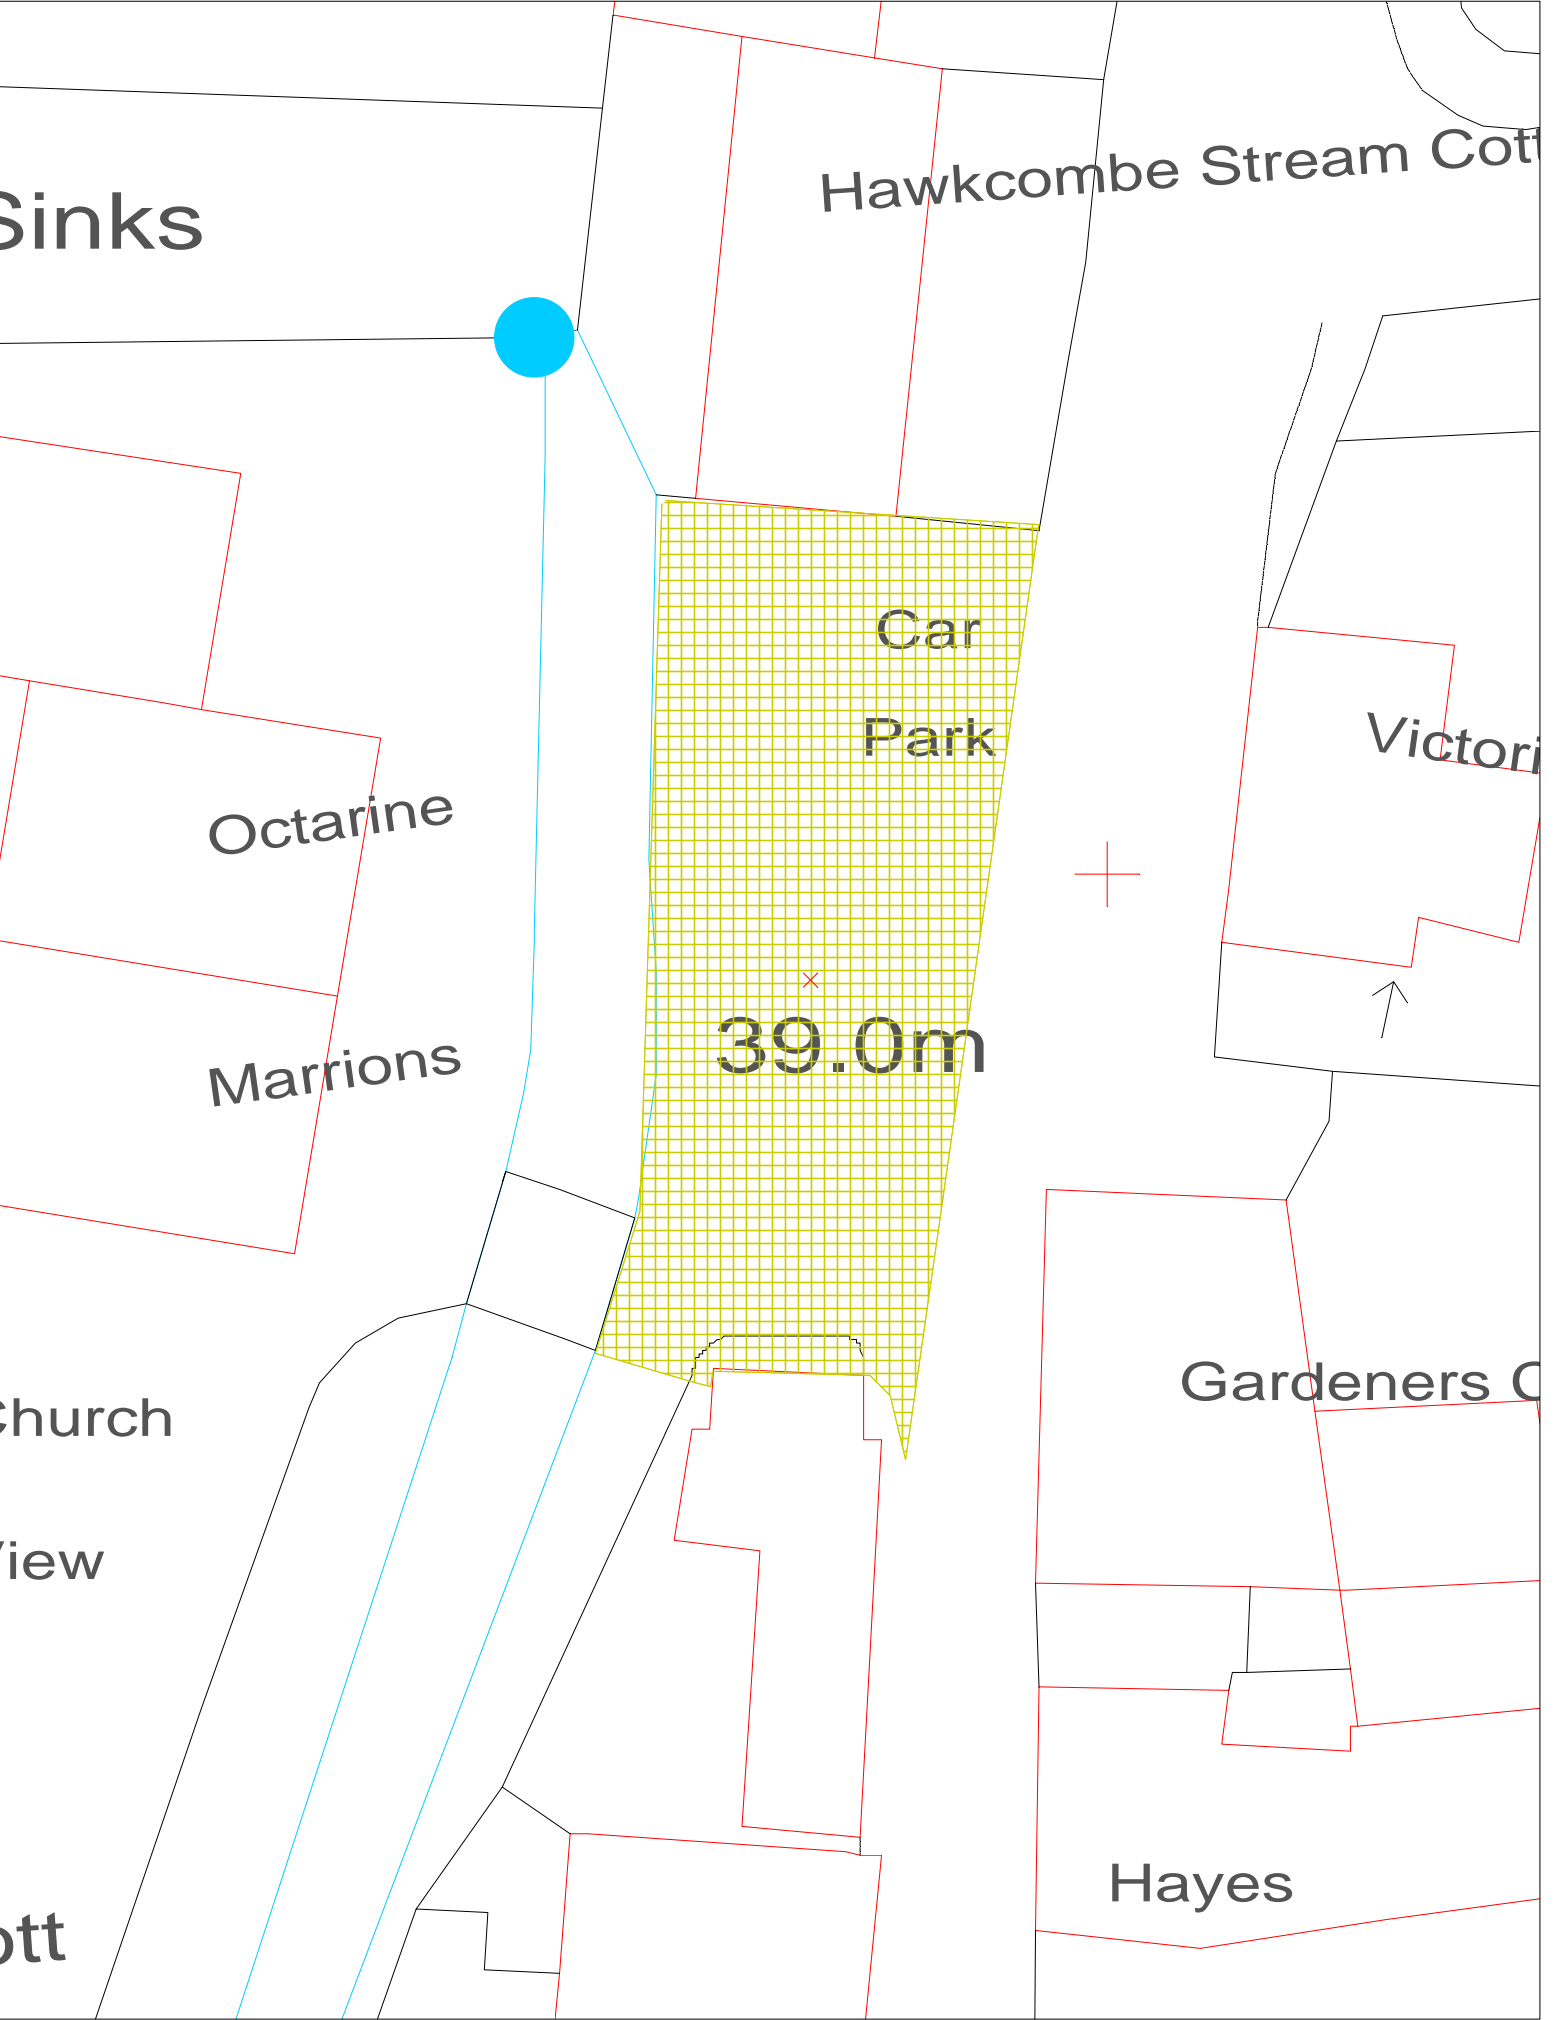 Hawkcombe Stream Cott
Sinks
Car
Park
Victori
Octarine
39.0m
Marrions
Gardeners C
Church
View
Hayes
ott